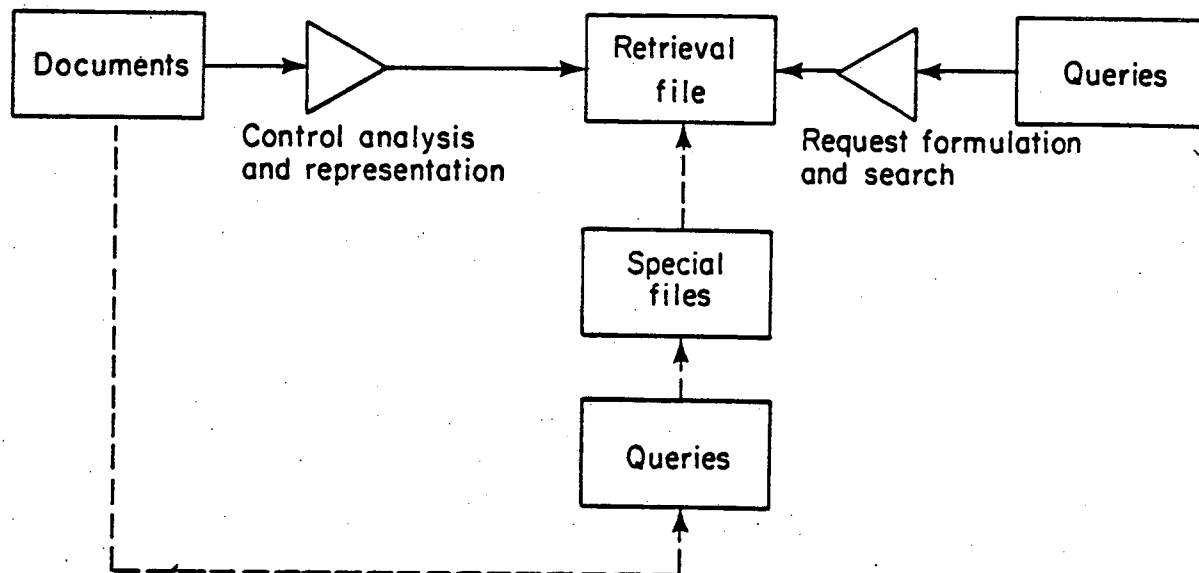 Documents
Control analysis
and representation
Retrieval
file
Request formulation
and search
Queries
Special
files
Queries